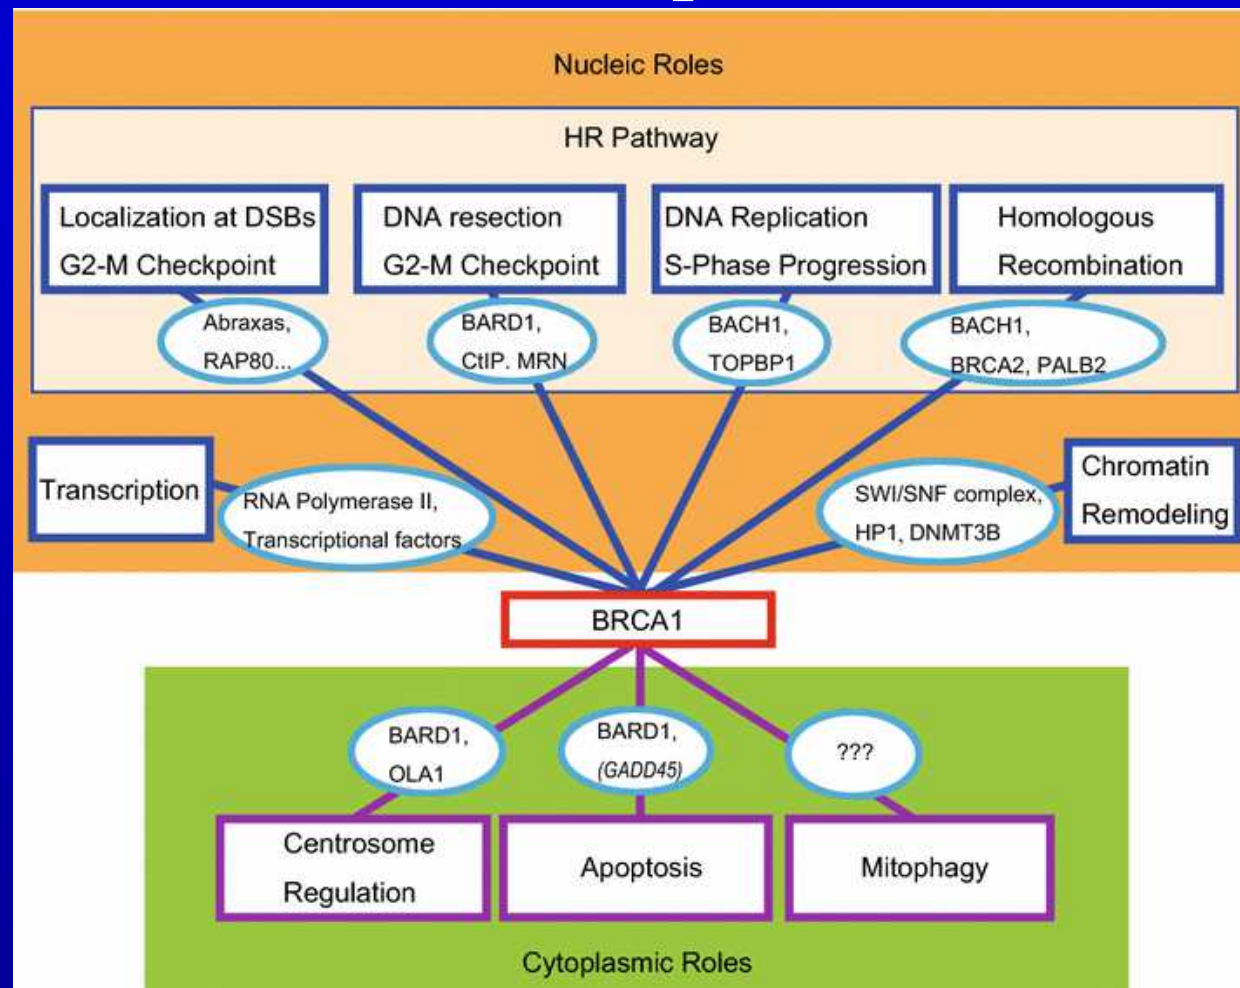 Nucleic Roles
HR Pathway
Localization at DSBs
G2-M Checkpoint
DNA resection
G2-M Checkpoint
DNA Replication
S-Phase Progression
Homologous
Recombination
Abraxas,
RAP80...
BARD1,
CtIP. MRN
BACH1,
TOPBP1
BACH1,
BRCA2, PALB2
Transcription
RNA Polymerase II,
Transcriptional factors
SWI/SNF complex,
HP1, DNMT3B
Chromatin
Remodeling
BRCA1
BARD1,
OLA1
BARD1,
(GADD45)
???
Centrosome
Regulation
Apoptosis
Mitophagy
Cytoplasmic Roles